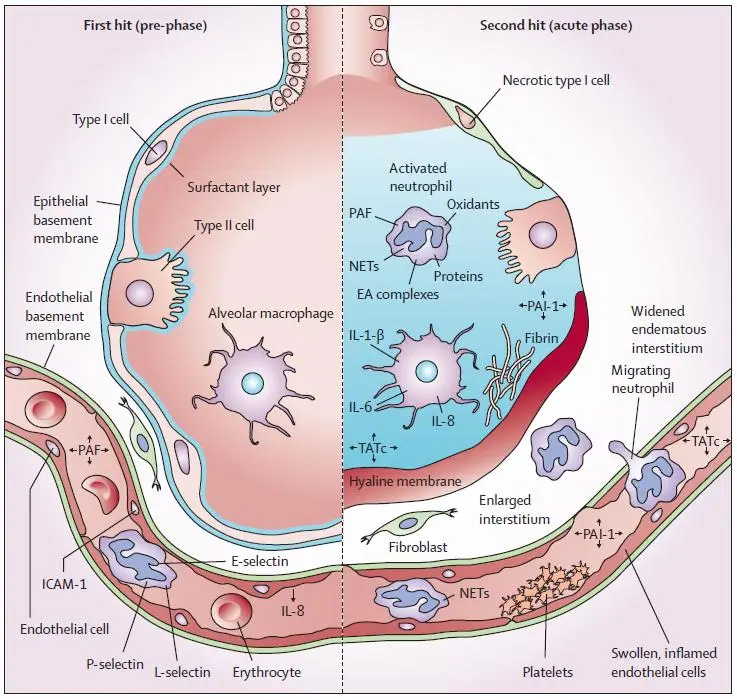 First hit (pre-phase)
Second hit (acute phase)
Necrotic type I cell
Type I cell
Surfactant layer
Epithelial
basement
membrane
Type II cell
Activated
neutrophil
PAF
Oxidants
NETs
Proteins
EA complexes
Endothelial
basement
membrane
Alveolar macrophage
PAI-1
IL-1-β
Fibrin
Widened
endematous
interstitium
Migrating
neutrophil
IL-6
IL-8
TATc
TATc
PAF
Hyaline membrane
Enlarged
interstitium
Fibroblast
PAI-1
ICAM-1
E-selectin
IL-8
NETs
Endothelial cell
P-selectin
L-selectin
Erythrocyte
Platelets
Swollen, inflamed
endothelial cells